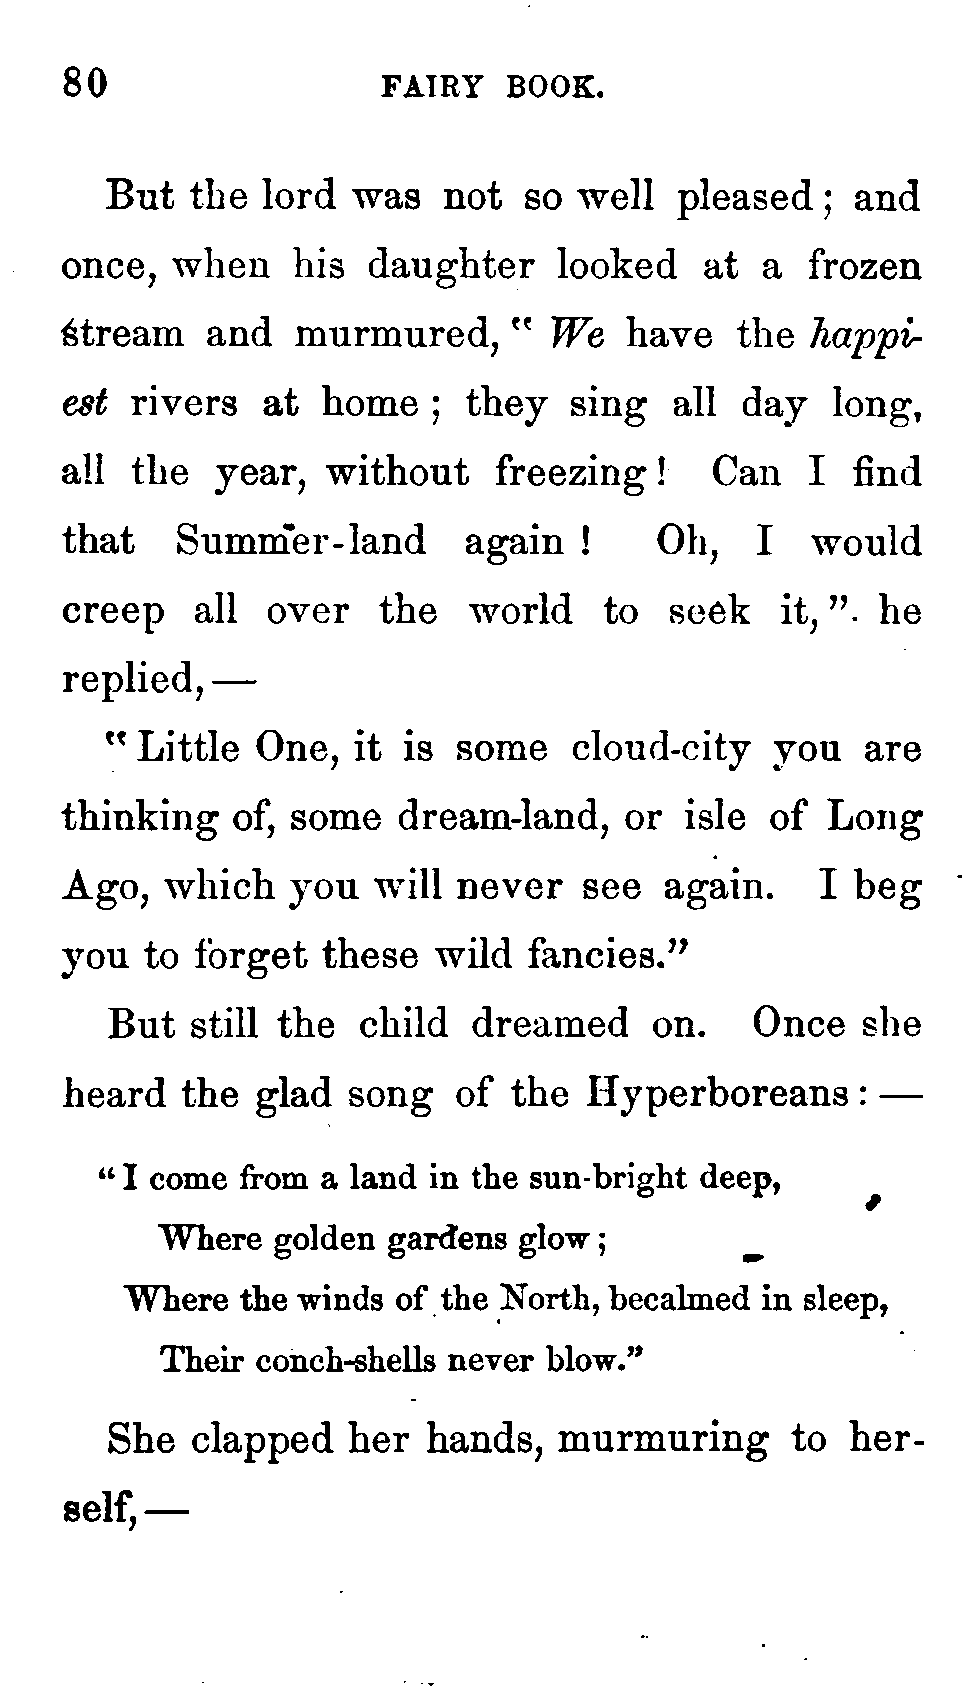 80 FAIRY BOOK.
But the lord was not so well pleased; and
once, when his daughter looked at a frozen
stream and murmured, "We have the happi-
est rivers at home; they sing all day long,
all the year, without freezing! Can I find
that Summer-land again! Oh, I would
creep all over the world to seek it,". he
replied,—
"Little One, it is some cloud-city you are
thinking of, some dream-land, or isle of Long
Ago, which you will never see again. I beg
you to forget these wild fancies."
But still the child dreamed on. Once she
heard the glad song of the Hyperboreans:—
"I come from a land in the sun-bright deep,
Where golden gardens glow;
Where the winds of the North, becalmed in sleep,
Their conch-shells never blow."
She clapped her hands, murmuring to her-
self,—